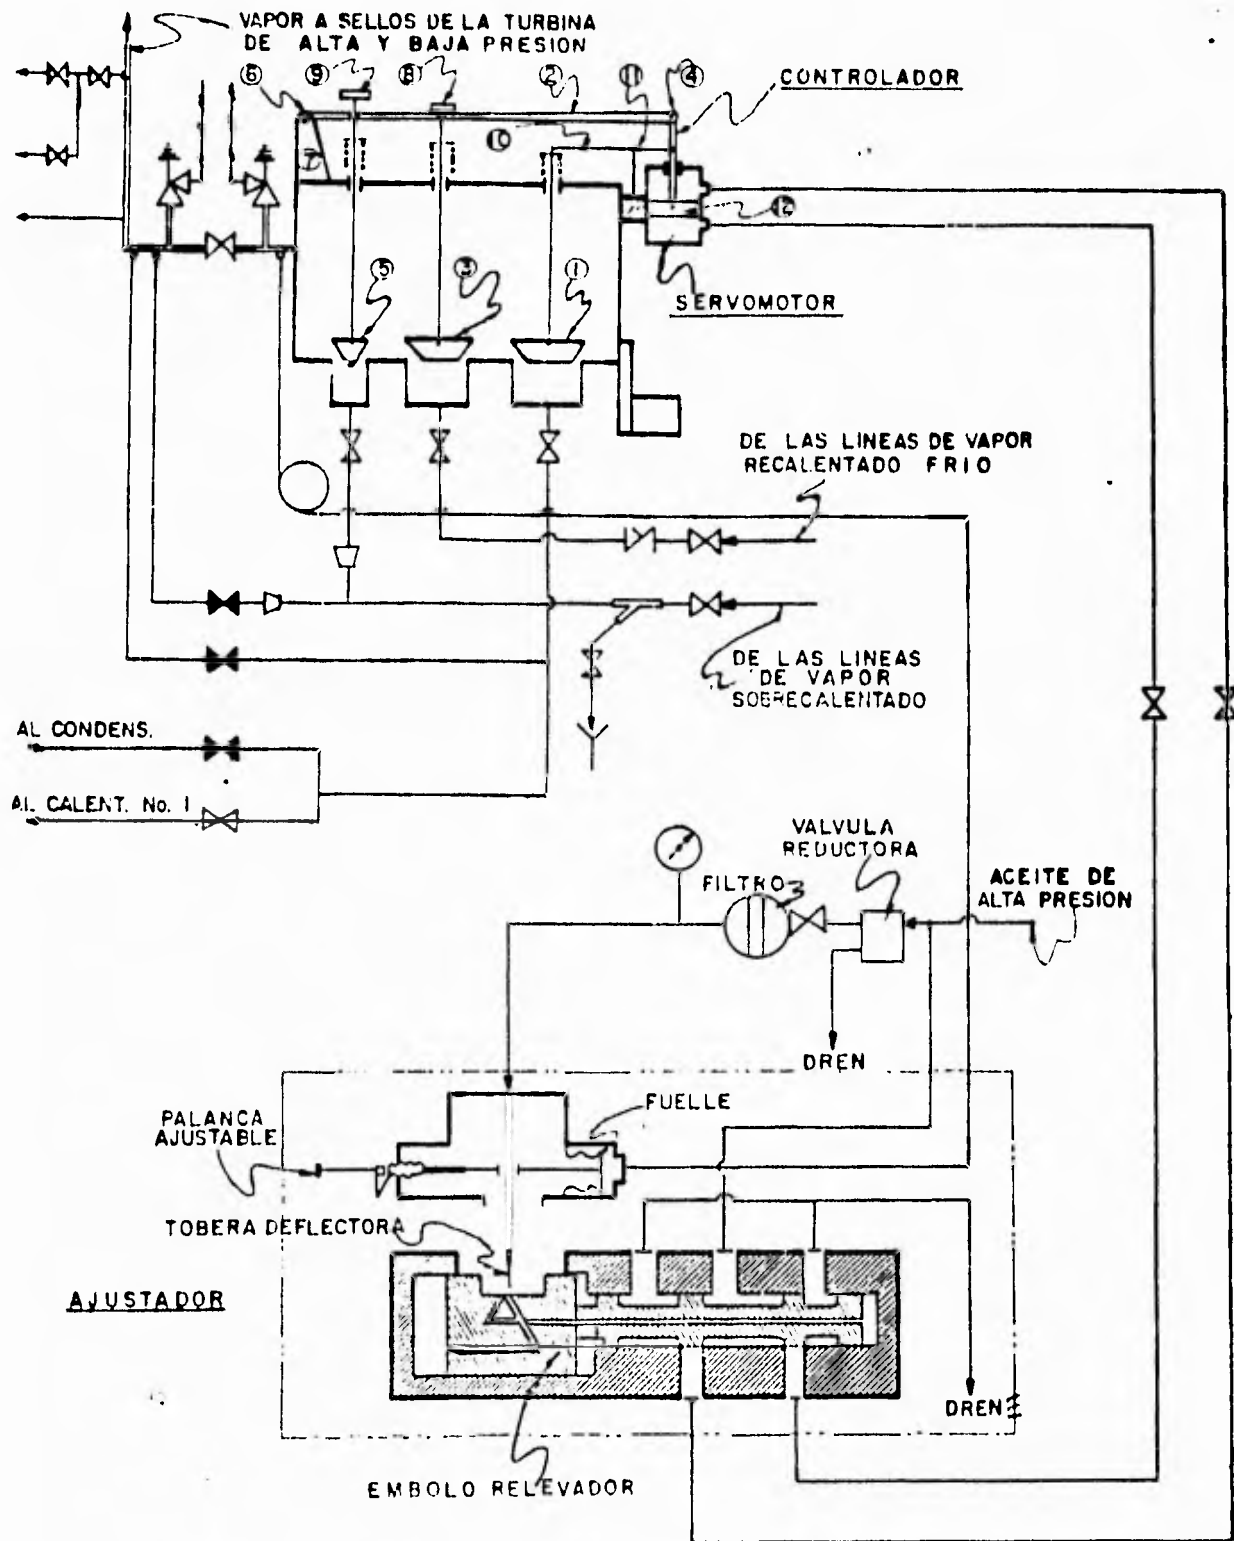 VAPOR A SELLOS DE LA TURBINA
DE ALTA Y BAJA PRESION
6
9
8
2
11
4
CONTROLADOR
7
10
12
5
3
1
SERVOMOTOR
DE LAS LINEAS DE VAPOR
RECALENTADO FRIO
DE LAS LINEAS
DE VAPOR
SOBRECALENTADO
AL CONDENS.
AL CALENT. No. 1
VALVULA
REDUCTORA
FILTRO
ACEITE DE
ALTA PRESION
DREN
PALANCA
AJUSTABLE
FUELLE
TOBERA DEFLECTORA
AJUSTADOR
DREN
EMBOLO RELEVADOR